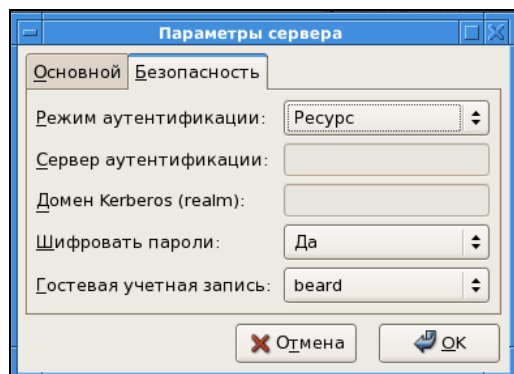 Параметры сервера
Основной Безопасность
Режим аутентификации: Ресурс
Сервер аутентификации:
Домен Kerberos (realm):
Шифровать пароли: Да
Гостевая учетная запись: beard
Отмена OK